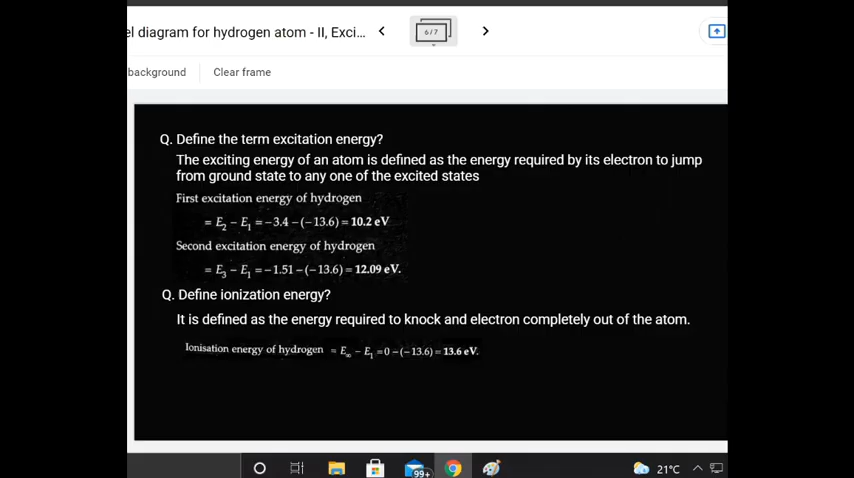 el diagram for hydrogen atom - II, Exci...
6/7
background
Clear frame
Q. Define the term excitation energy?
The exciting energy of an atom is defined as the energy required by its electron to jump
from ground state to any one of the excited states
First excitation energy of hydrogen
= E₂ − E₁ = −3.4 − (−13.6) = 10.2 eV
Second excitation energy of hydrogen
= E₃ − E₁ = −1.51 − (−13.6) = 12.09 eV.
Q. Define ionization energy?
It is defined as the energy required to knock and electron completely out of the atom.
Ionisation energy of hydrogen = E∞ − E₁ = 0 − (−13.6) = 13.6 eV.
99+
21°C